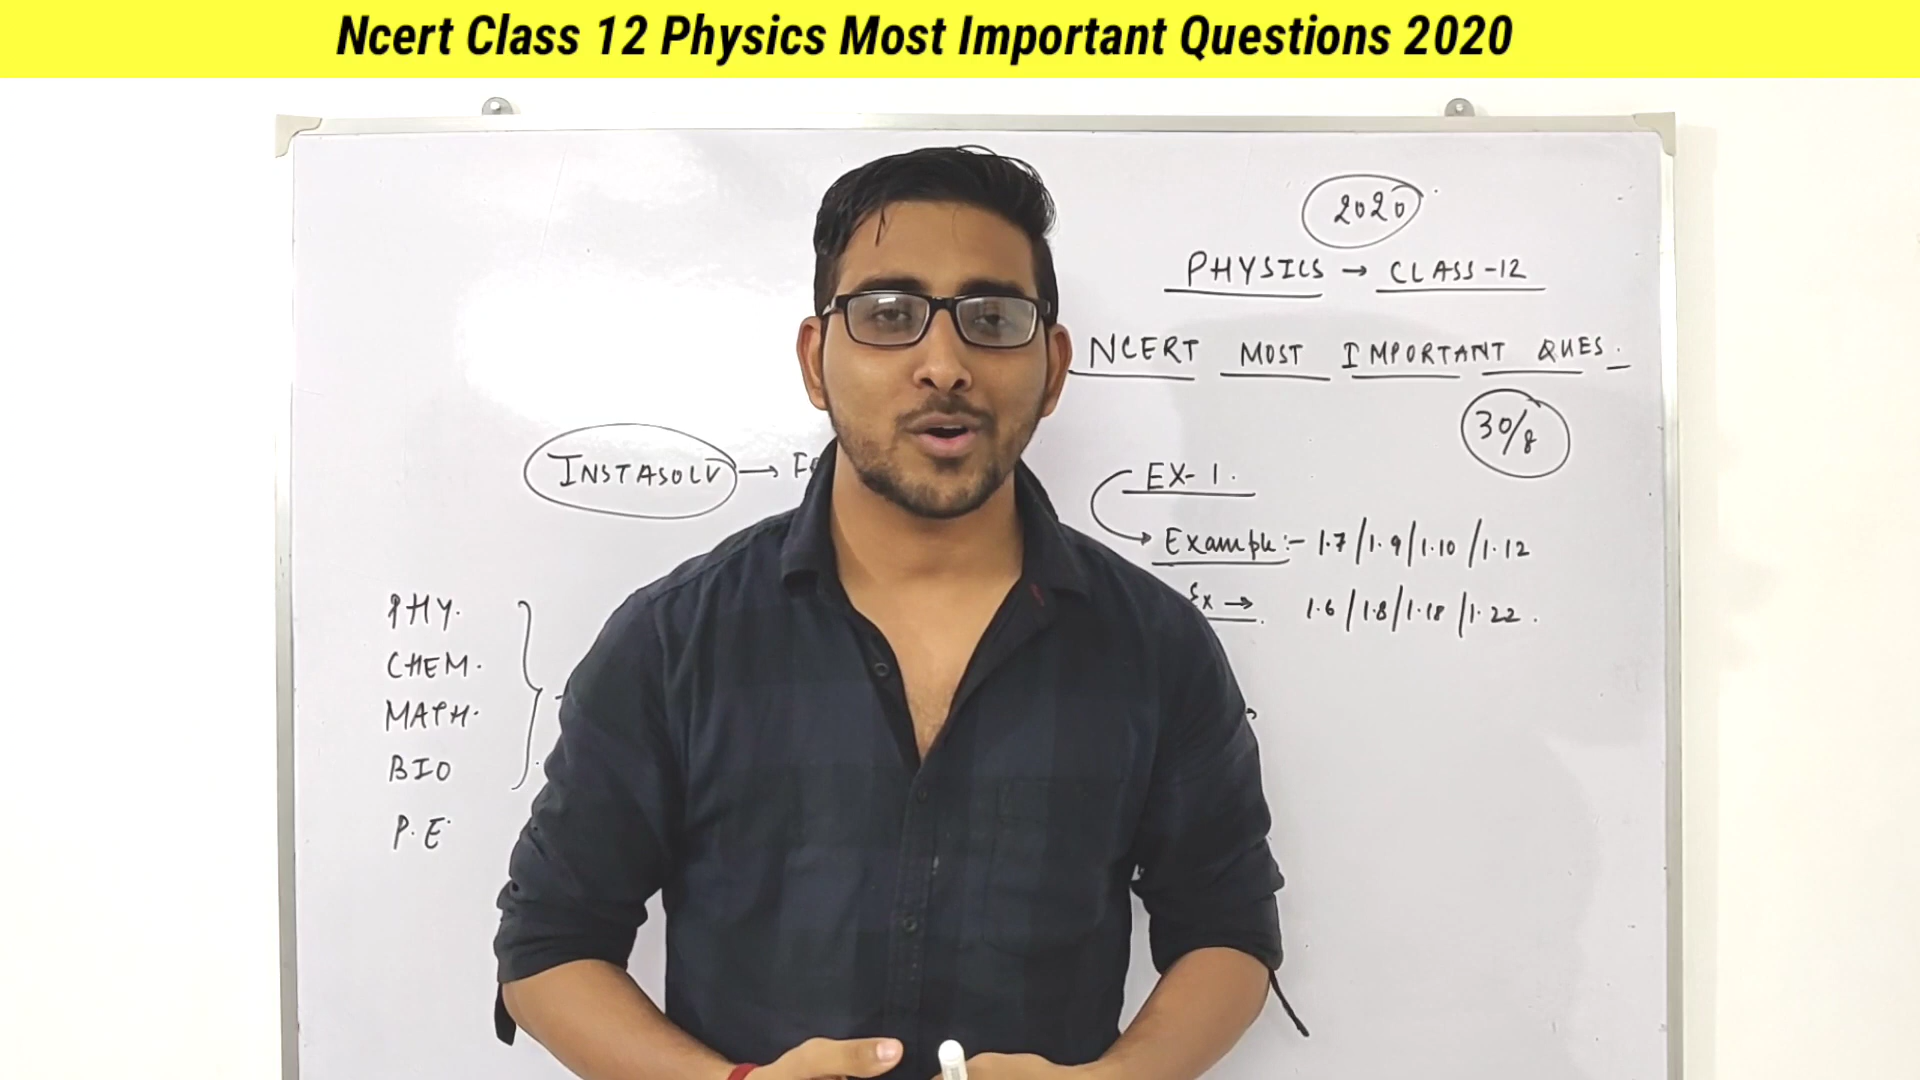 Ncert Class 12 Physics Most Important Questions 2020
2020
PHYSICS → CLASS-12
NCERT MOST IMPORTANT QUES.
30/8
INSTASOLV →
EX-1.
Example:- 1.7/1.9/1.10/1.12
Ex → 1.6/1.8/1.18/1.22.
PHY.
CHEM.
MATH.
BIO
P.E